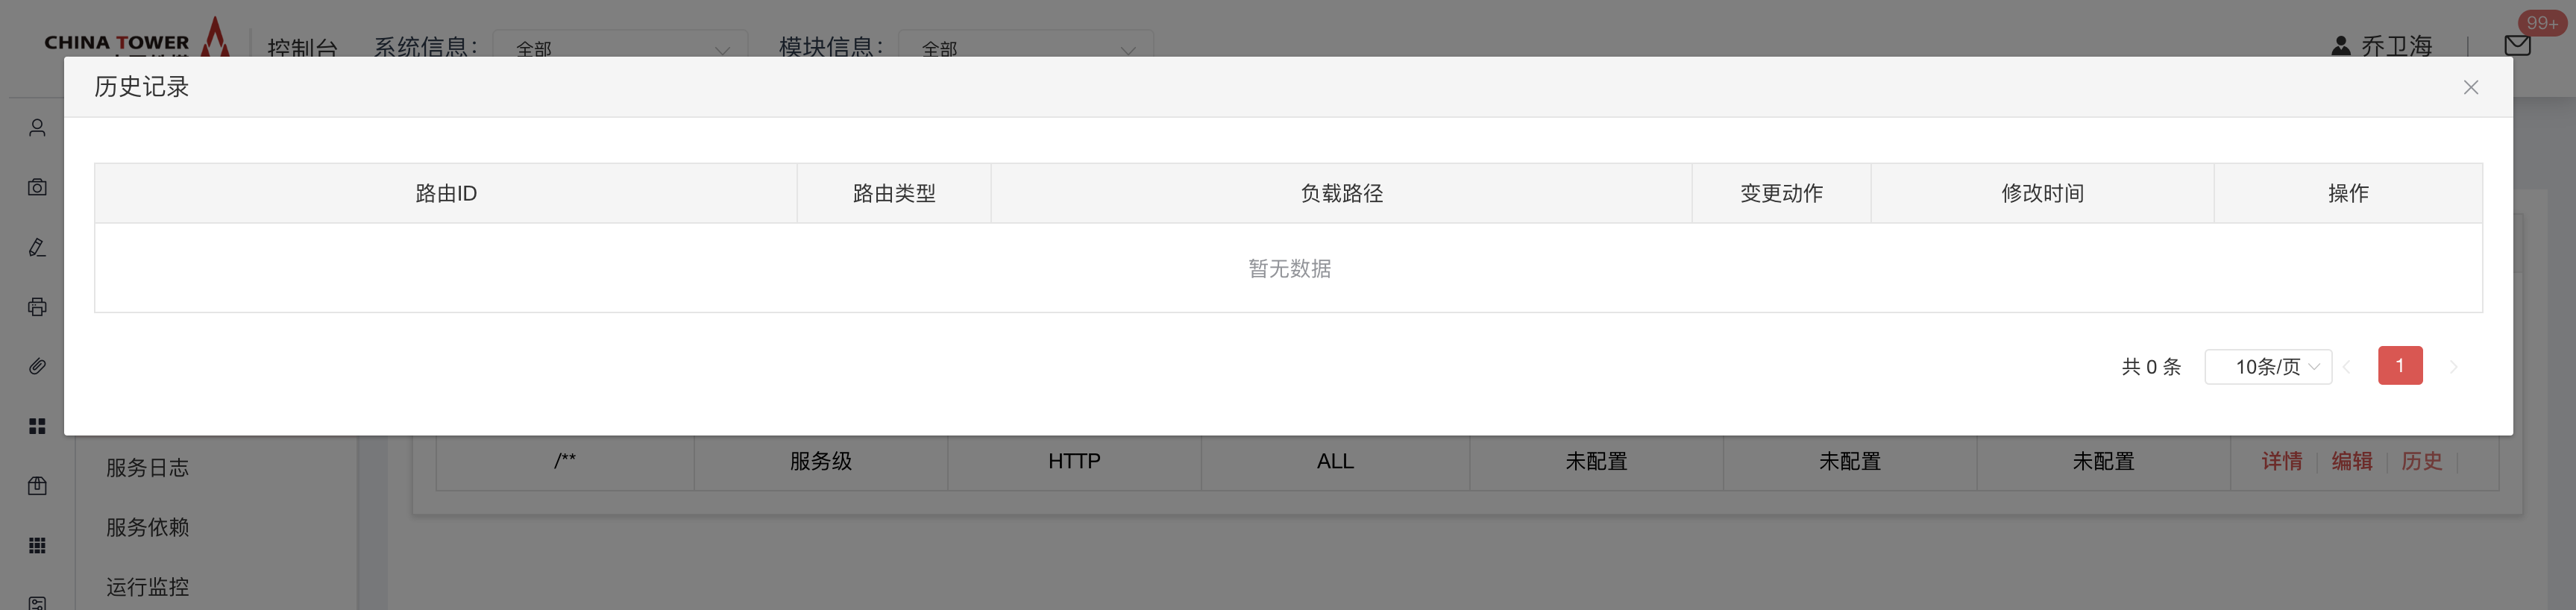 CHINA TOWER
控制台
系统信息：
全部
模块信息：
全部
乔卫海
99+
历史记录
路由ID
路由类型
负载路径
变更动作
修改时间
操作
暂无数据
共 0 条
10条/页
1
/**
服务级
HTTP
ALL
未配置
未配置
未配置
详情
编辑
历史
服务日志
服务依赖
运行监控